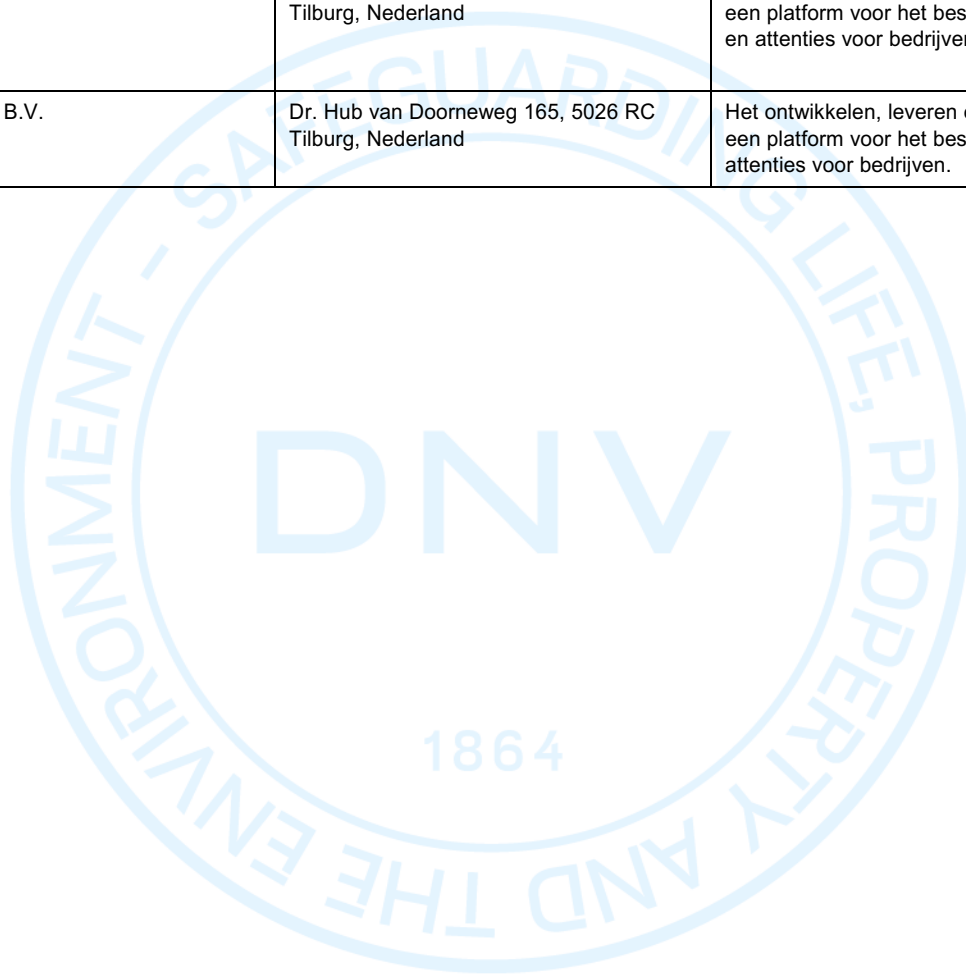 Tilburg, Nederland
een platform voor het bes
en attenties voor bedrijve
B.V.
Dr. Hub van Doorneweg 165, 5026 RC
Tilburg, Nederland
Het ontwikkelen, leveren
een platform voor het bes
attenties voor bedrijven.
SAFEGUARDING LIFE, PROPERTY AND THE ENVIRONMENT -
DNV
1864